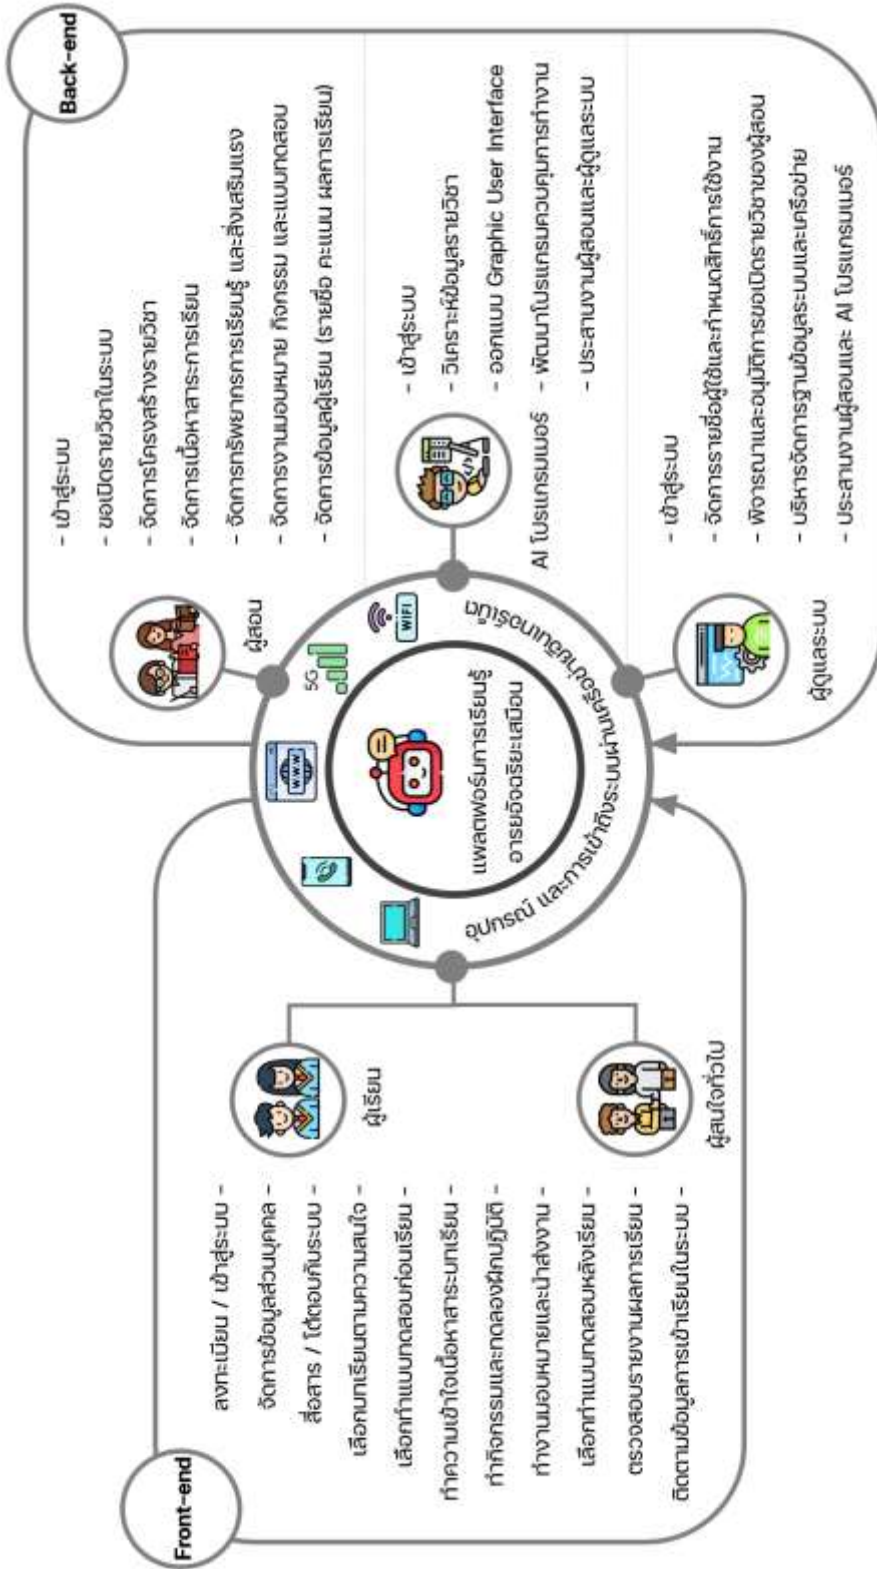 Front-end
ลงทะเบียน / เข้าสู่ระบบ -
จัดการข้อมูลส่วนบุคคล -
สื่อสาร / โต้ตอบกับระบบ -
เลือกบทเรียนตามความสนใจ -
เลือกทำแบบทดสอบก่อนเรียน -
ทำความเข้าใจเนื้อหาสาระบทเรียน -
ทำกิจกรรมและทดลองฝึกปฏิบัติ -
ทำงานมอบหมายและนำส่งงาน -
เลือกทำแบบทดสอบหลังเรียน -
ตรวจสอบรายงานผลการเรียน -
ติดตามข้อมูลการเข้าเรียนในระบบ -
ผู้เรียน
ผู้สนใจทั่วไป
www
5G
WIFI
แพลตฟอร์มการเรียนรู้
อารยอัจฉริยะเสมือน
อุปกรณ์ และการเข้าถึงระบบผ่านเครือข่ายอินเทอร์เน็ต
Back-end
ผู้สอน
- เข้าสู่ระบบ
- ขอเปิดรายวิชาในระบบ
- จัดการโครงสร้างรายวิชา
- จัดการเนื้อหาสาระการเรียน
- จัดการทรัพยากรการเรียนรู้ และสิ่งเสริมแรง
- จัดการงานมอบหมาย กิจกรรม และแบบทดสอบ
- จัดการข้อมูลผู้เรียน (รายชื่อ คะแนน ผลการเรียน)
AI โปรแกรมเมอร์
- เข้าสู่ระบบ
- วิเคราะห์ข้อมูลรายวิชา
- ออกแบบ Graphic User Interface
- พัฒนาโปรแกรมควบคุมการทำงาน
- ประสานงานผู้สอนและผู้ดูแลระบบ
ผู้ดูแลระบบ
- เข้าสู่ระบบ
- จัดการรายชื่อผู้ใช้และกำหนดสิทธิ์การใช้งาน
- พิจารณาและอนุมัติการขอเปิดรายวิชาของผู้สอน
- บริหารจัดการฐานข้อมูลระบบและเครือข่าย
- ประสานงานผู้สอนและ AI โปรแกรมเมอร์